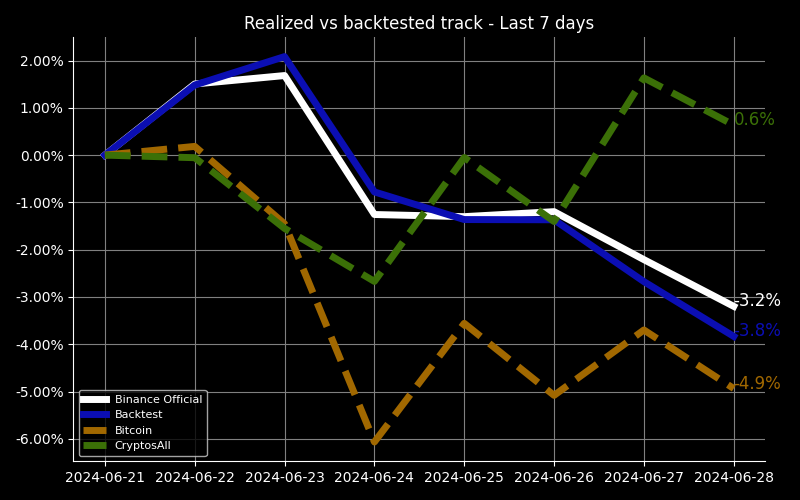 Realized vs backtested track - Last 7 days
2.00%
1.00%
0.00%
-1.00%
-2.00%
-3.00%
-4.00%
-5.00%
-6.00%
0.6%
-3.2%
-3.8%
-4.9%
Binance Official
Backtest
Bitcoin
CryptosAll
2024-06-21 2024-06-22 2024-06-23 2024-06-24 2024-06-25 2024-06-26 2024-06-27 2024-06-28